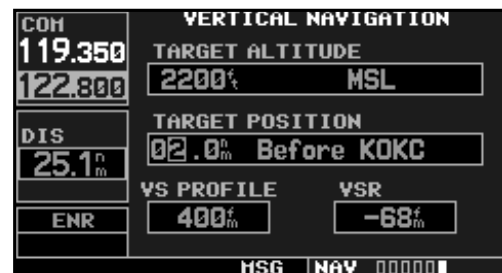 COM
119.350
122.800
DIS
25.1nm
ENR
VERTICAL NAVIGATION
TARGET ALTITUDE
2200ft MSL
TARGET POSITION
02.0nm Before KOKC
VS PROFILE VSR
400fm -68fm
MSG NAV